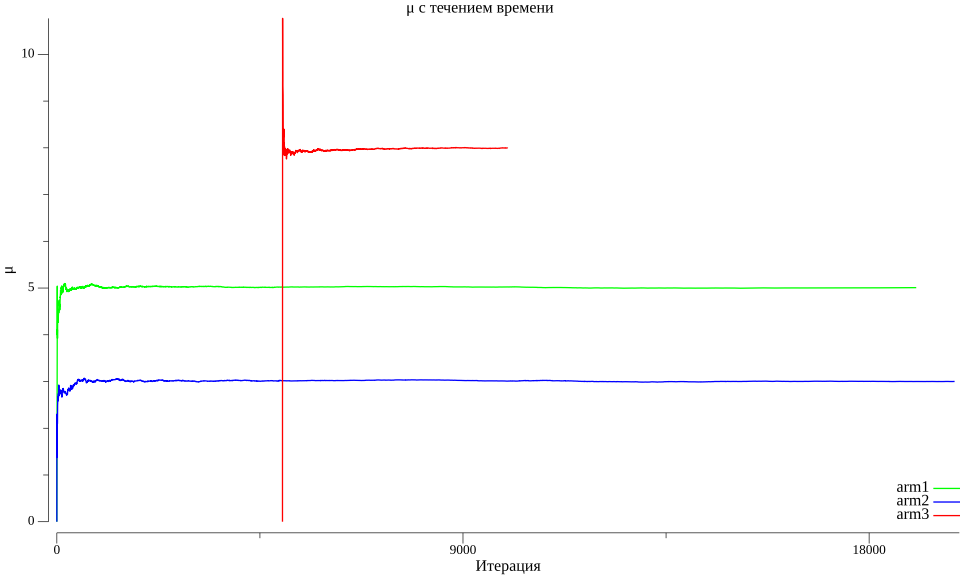 μ с течением времени
10
5
0
μ
0
9000
18000
Итерация
arm1
arm2
arm3